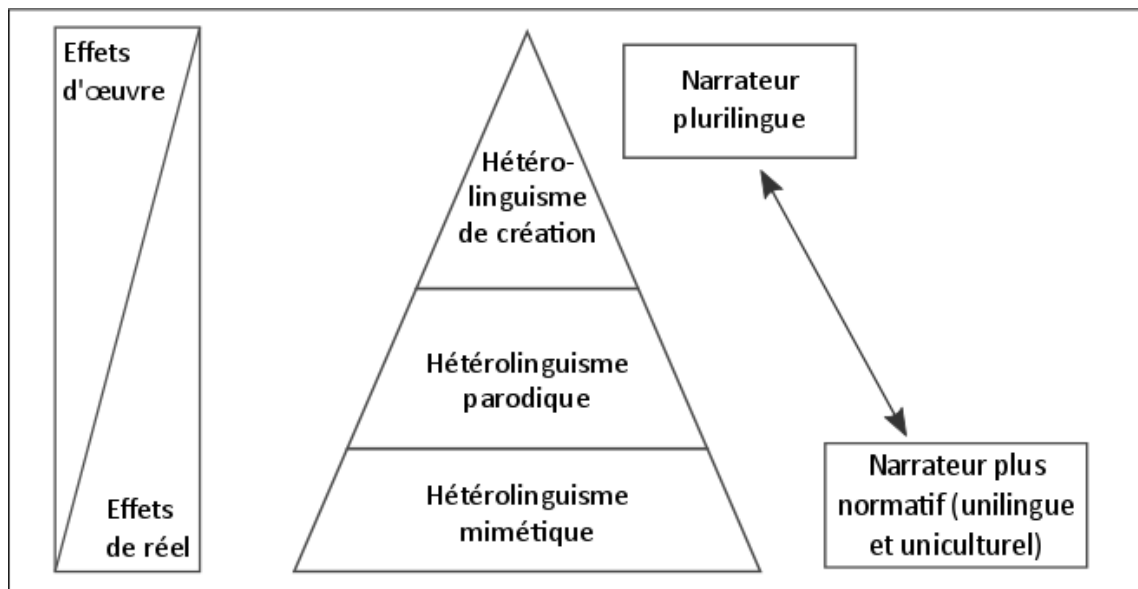 Effets
d'œuvre
Effets
de réel
Hétéro-
linguisme
de création
Hétérolinguisme
parodique
Hétérolinguisme
mimétique
Narrateur
plurilingue
Narrateur plus
normatif (unilingue
et uniculturel)